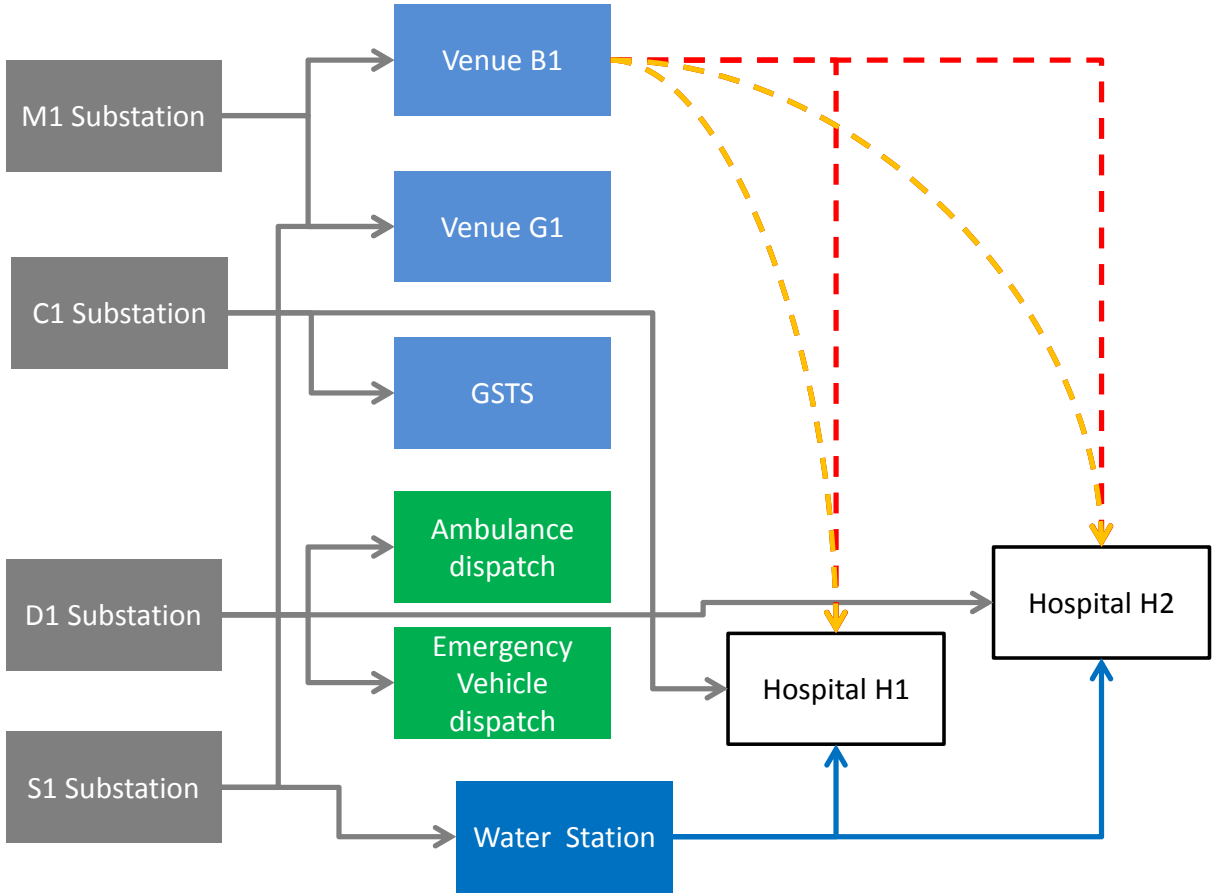 Venue B1
M1 Substation
Venue G1
C1 Substation
GSTS
Ambulance
dispatch
D1 Substation
Hospital H2
Emergency
Vehicle
dispatch
Hospital H1
S1 Substation
Water  Station